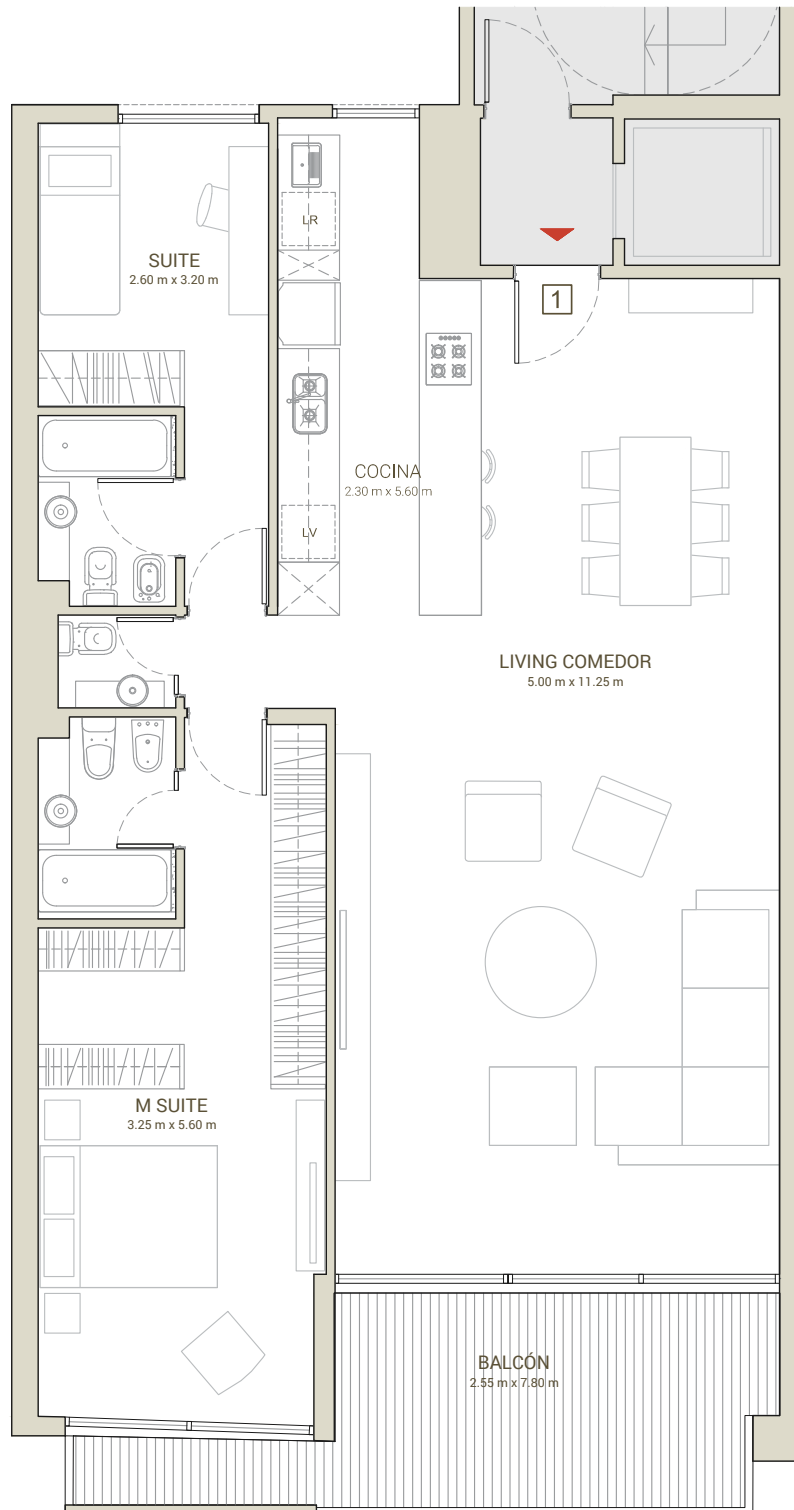 LR
SUITE
2.60 m x 3.20 m
1
COCINA
2.30 m x 5.60 m
LV
LIVING COMEDOR
5.00 m x 11.25 m
M SUITE
3.25 m x 5.60 m
BALCÓN
2.55 m x 7.80 m